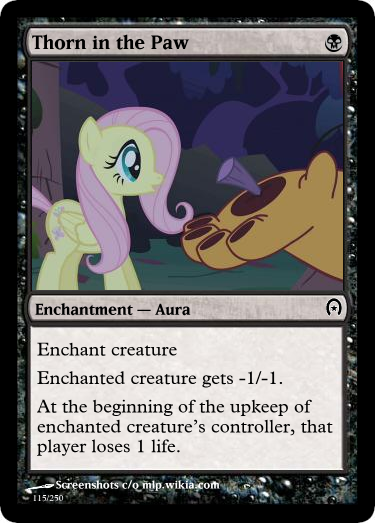 Thorn in the Paw
Enchantment — Aura
Enchant creature
Enchanted creature gets -1/-1.
At the beginning of the upkeep of
enchanted creature's controller, that
player loses 1 life.
Screenshots c/o mlp.wikia.com
115/250